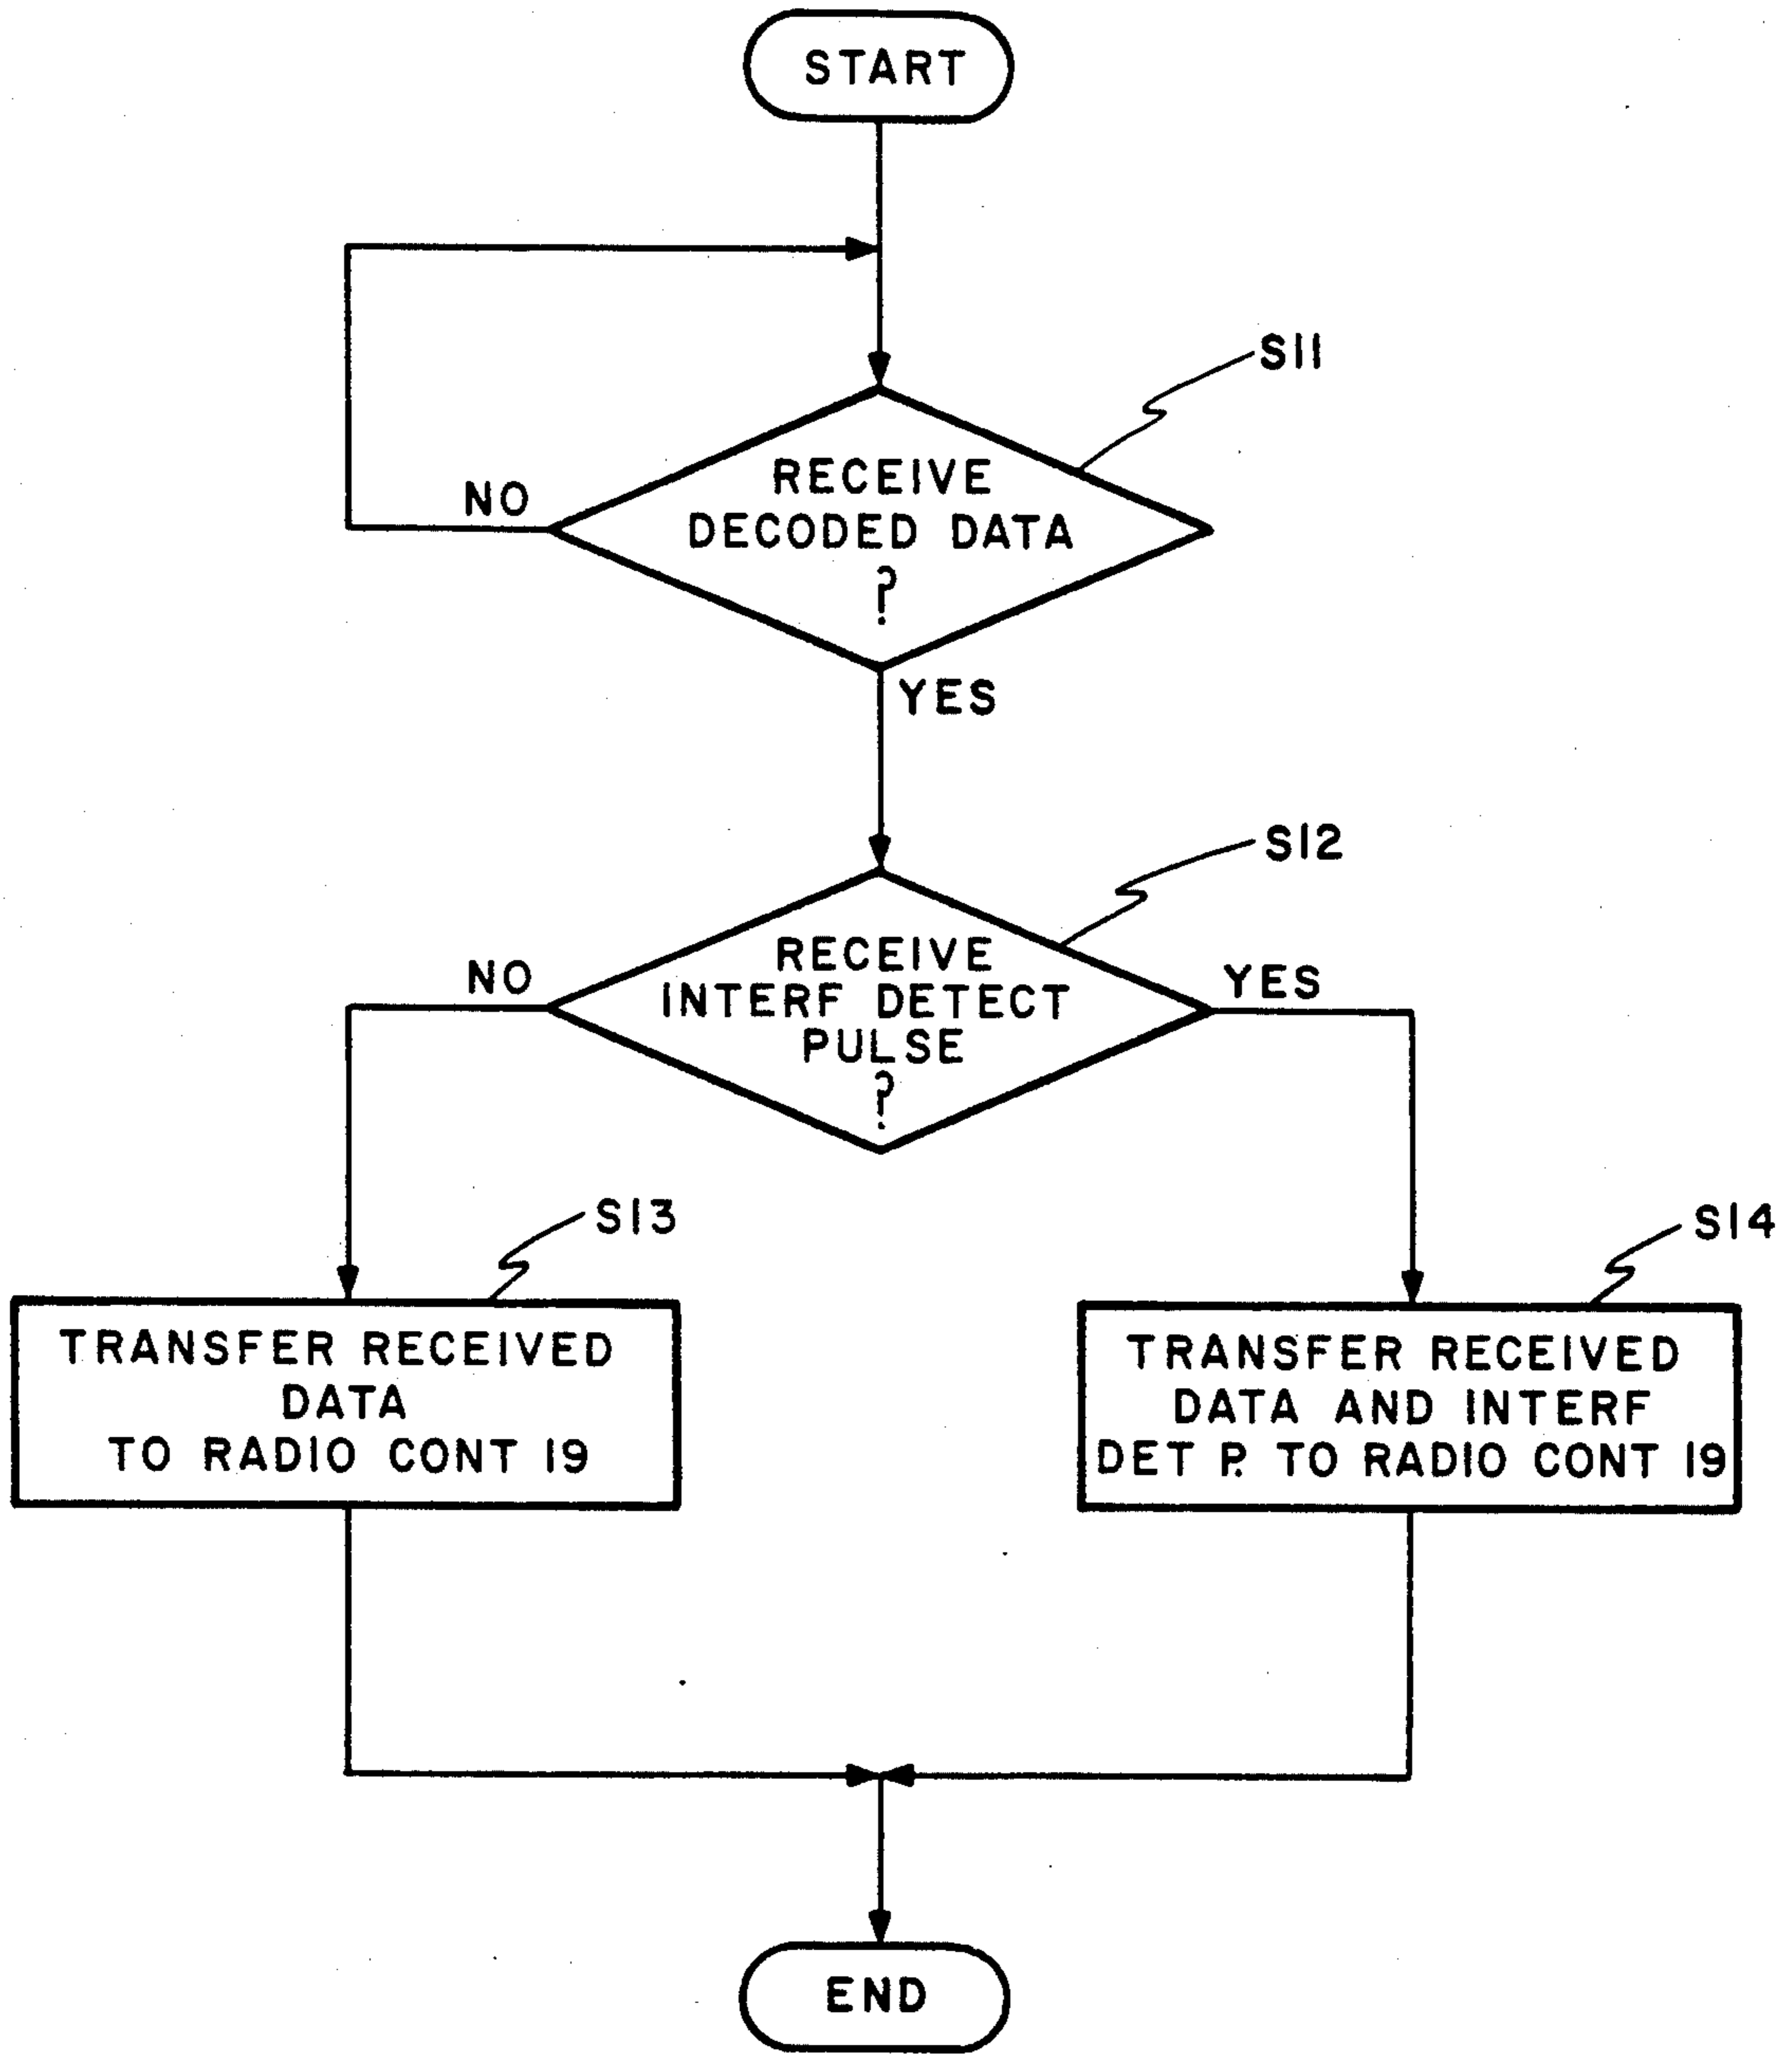 START
S11
RECEIVE
DECODED DATA
?
NO
YES
S12
RECEIVE
INTERF DETECT
PULSE
?
NO
YES
S13
TRANSFER RECEIVED
DATA
TO RADIO CONT 19
S14
TRANSFER RECEIVED
DATA AND INTERF
DET P. TO RADIO CONT 19
END